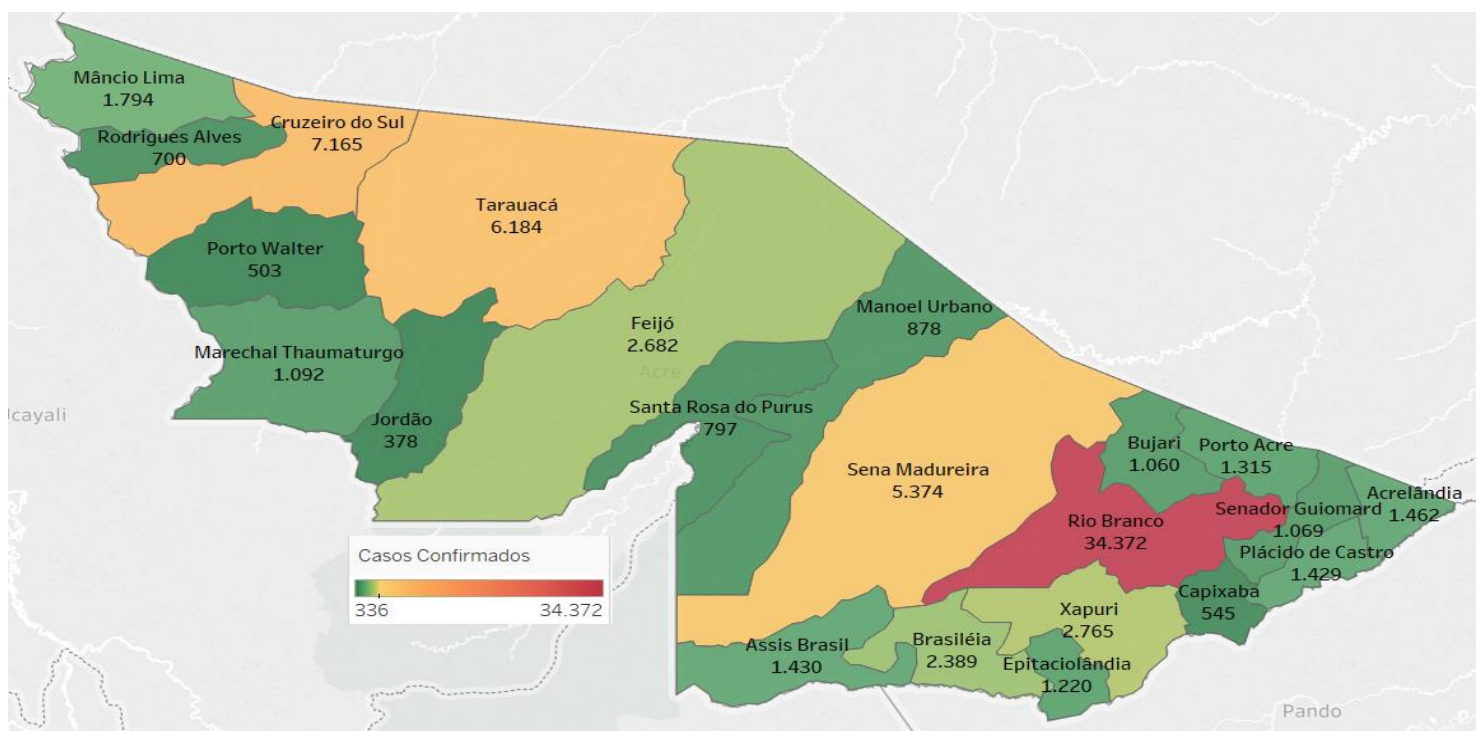 Mâncio Lima
1.794
Rodrigues Alves
700
Cruzeiro do Sul
7.165
Tarauacá
6.184
Porto Walter
503
Marechal Thaumaturgo
1.092
Jordão
378
Feijó
2.682
Acre
Manoel Urbano
878
Santa Rosa do Purus
797
Sena Madureira
5.374
Bujari
1.060
Porto Acre
1.315
Acrelândia
1.462
Senador Guiomard
1.069
Rio Branco
34.372
Plácido de Castro
1.429
Capixaba
545
Xapuri
2.765
Assis Brasil
1.430
Brasiléia
2.389
Epitaciolândia
1.220
Ucayali
Pando
Casos Confirmados
336
34.372